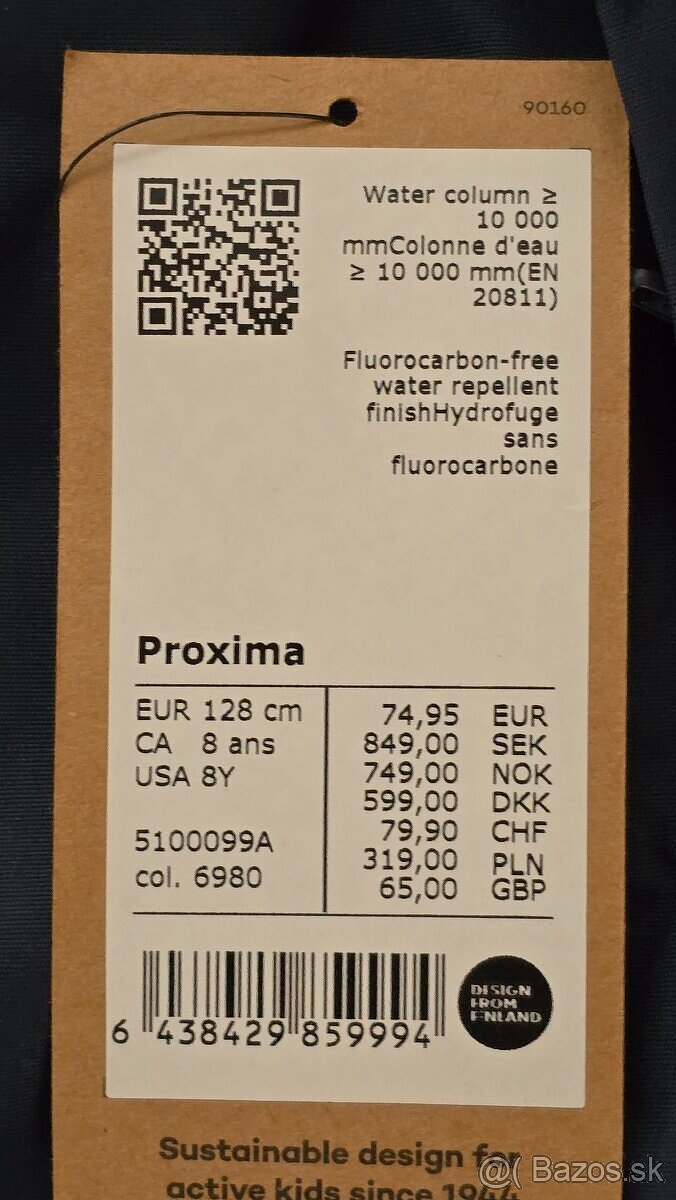 90160
Water column ≥
10 000
mmColonne d'eau
≥ 10 000 mm(EN
20811)
Fluorocarbon-free
water repellent
finishHydrofuge
sans
fluorocarbone
Proxima
EUR 128 cm
CA 8 ans
USA 8Y
5100099A
col. 6980
74,95 EUR
849,00 SEK
749,00 NOK
599,00 DKK
79,90 CHF
319,00 PLN
65,00 GBP
6 438429 859994
DESIGN
FROM
FINLAND
Sustainable design for
active kids since 1944
@( Bazos.sk